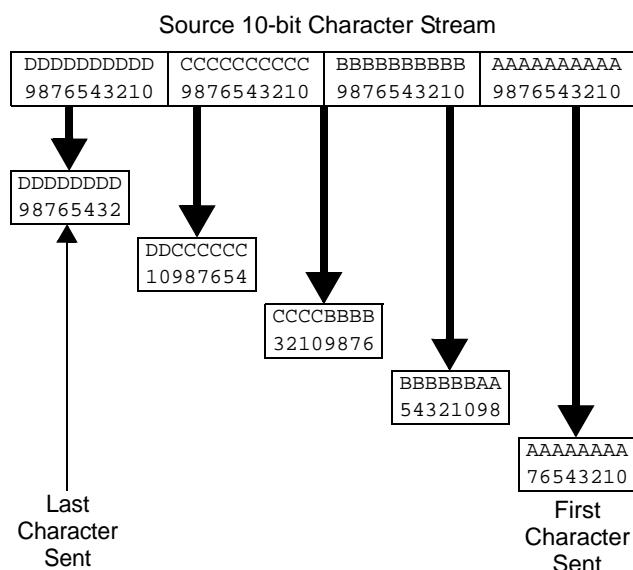 Source 10-bit Character Stream
DDDDDDDDDD CCCCCCCCCC BBBBBBBBBB AAAAAAAAAA
9876543210 9876543210 9876543210 9876543210
DDDDDDDD
98765432
DDCCCCCC
10987654
CCCCBBBB
32109876
BBBBBBAA
54321098
AAAAAAAA
76543210
Last
Character
Sent
First
Character
Sent